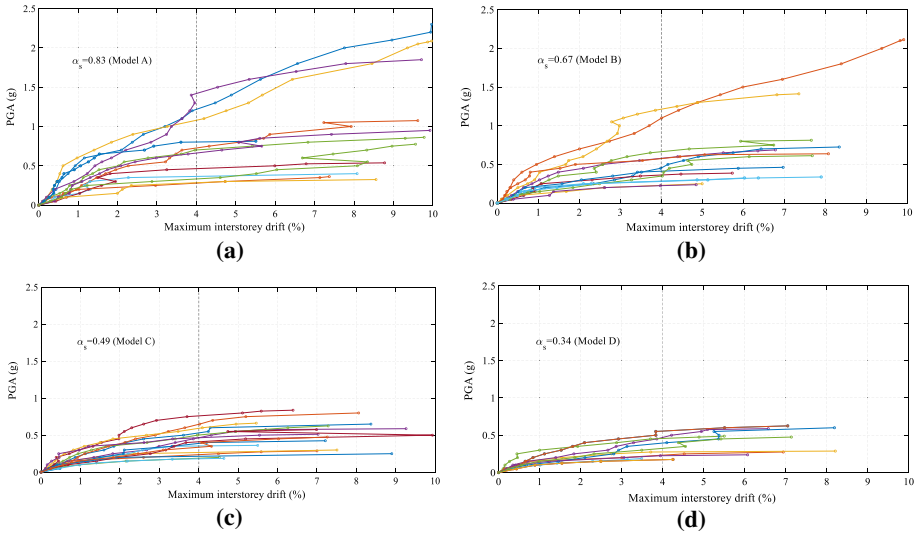 2.5
2
1.5
1
0.5
0
PGA (g)
αs=0.83 (Model A)
0 1 2 3 4 5 6 7 8 9 10
Maximum interstorey drift (%)
(a)
2.5
2
1.5
1
0.5
0
PGA (g)
αs=0.67 (Model B)
0 1 2 3 4 5 6 7 8 9 10
Maximum interstorey drift (%)
(b)
2.5
2
1.5
1
0.5
0
PGA (g)
αs=0.49 (Model C)
0 1 2 3 4 5 6 7 8 9 10
Maximum interstorey drift (%)
(c)
2.5
2
1.5
1
0.5
0
PGA (g)
αs=0.34 (Model D)
0 1 2 3 4 5 6 7 8 9 10
Maximum interstorey drift (%)
(d)